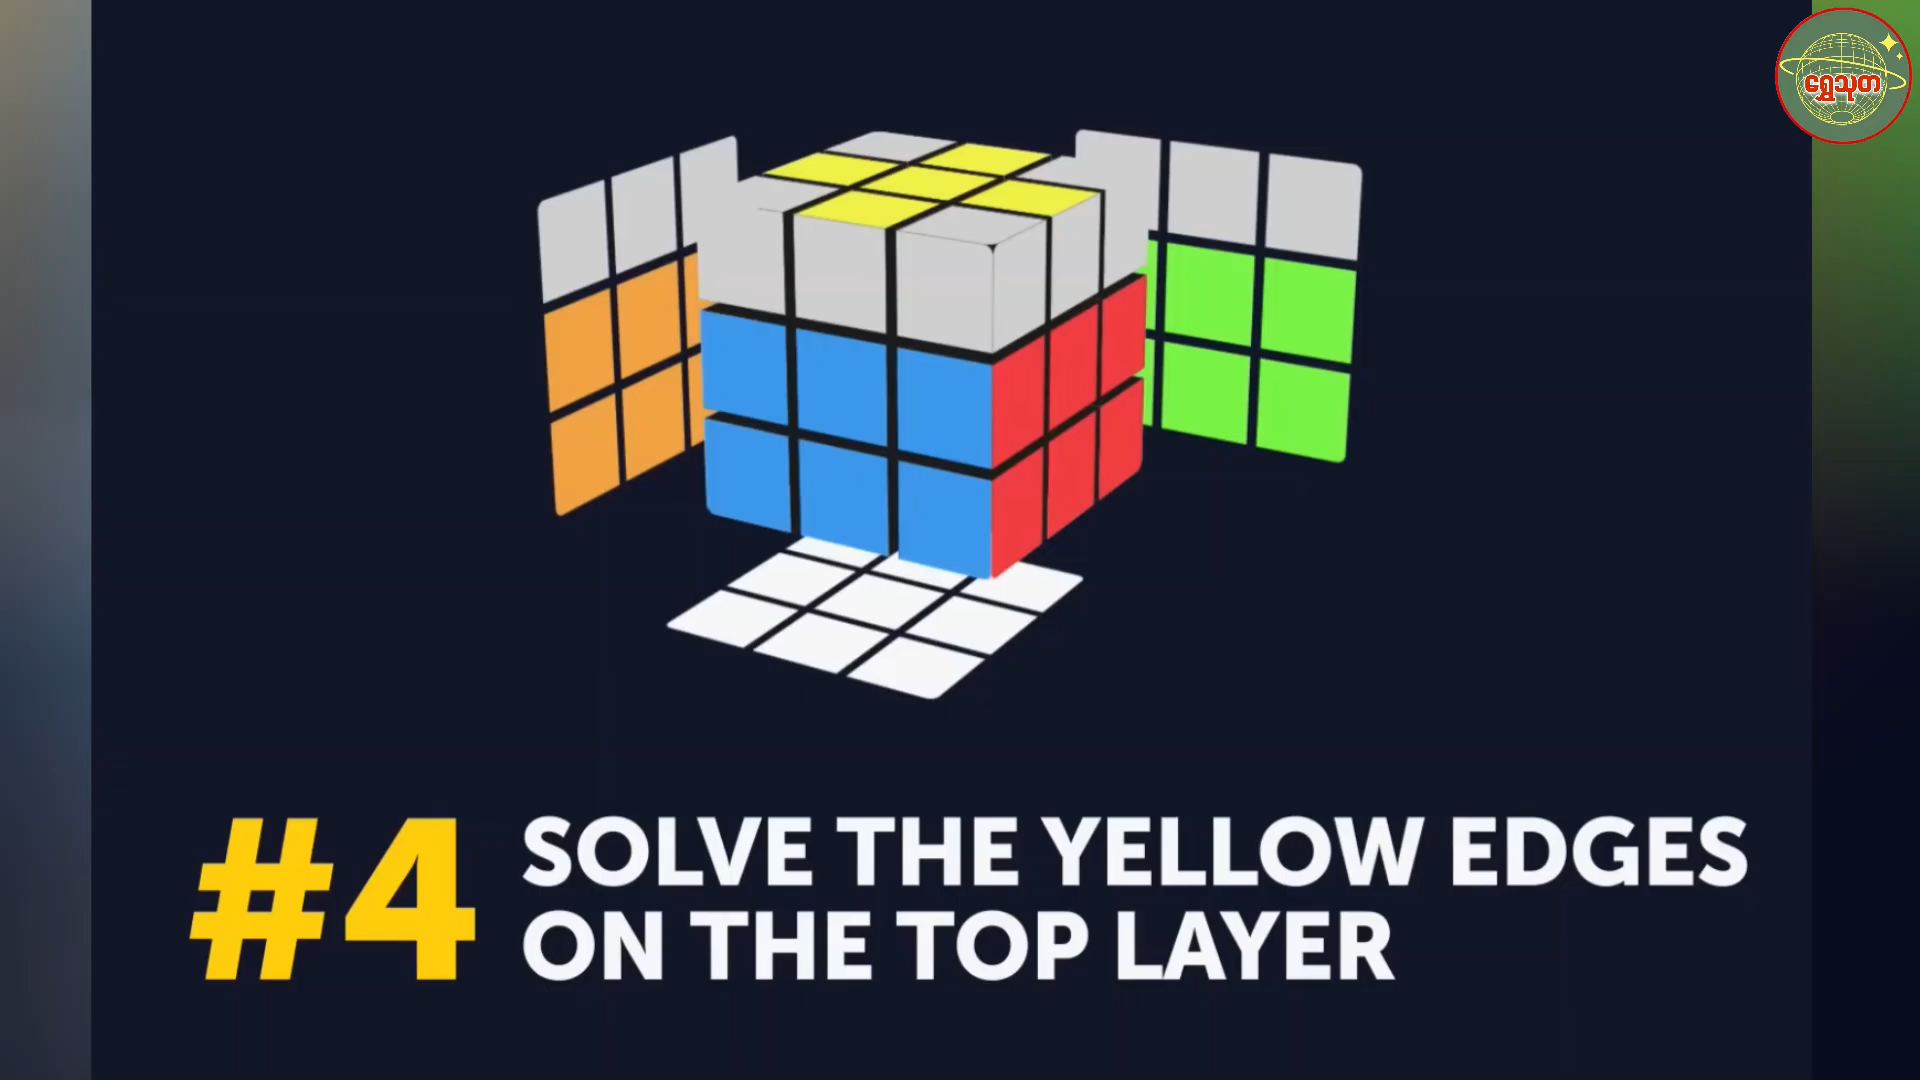 ရွှေသုတ
#4 SOLVE THE YELLOW EDGES
ON THE TOP LAYER